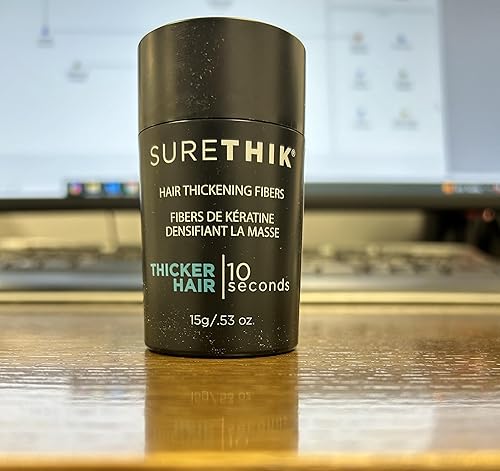 SURETHIK®
HAIR THICKENING FIBERS
FIBERS DE KÉRATINE
DENSIFIANT LA MASSE
THICKER
HAIR
10
seconds
15g/.53 oz.